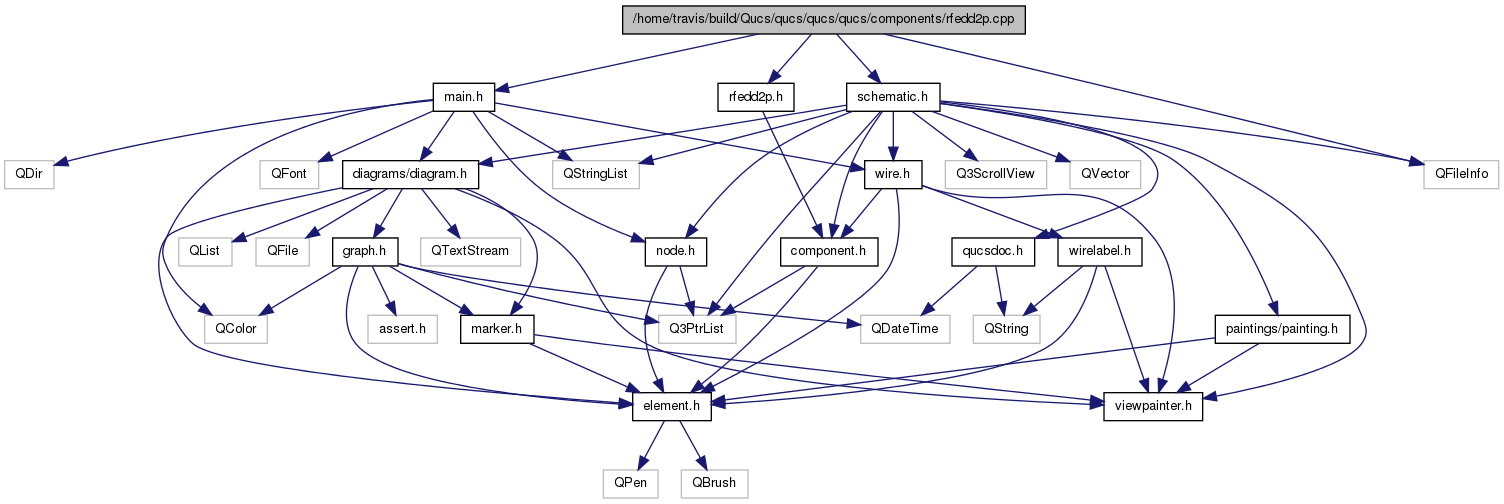 /home/travis/build/Qucs/qucs/qucs/qucs/components/rfedd2p.cpp
main.h
rfedd2p.h
schematic.h
QDir
QFont
diagrams/diagram.h
QStringList
wire.h
Q3ScrollView
QVector
QFileInfo
QList
QFile
graph.h
QTextStream
node.h
component.h
qucsdoc.h
wirelabel.h
QColor
assert.h
marker.h
Q3PtrList
QDateTime
QString
paintings/painting.h
element.h
viewpainter.h
QPen
QBrush